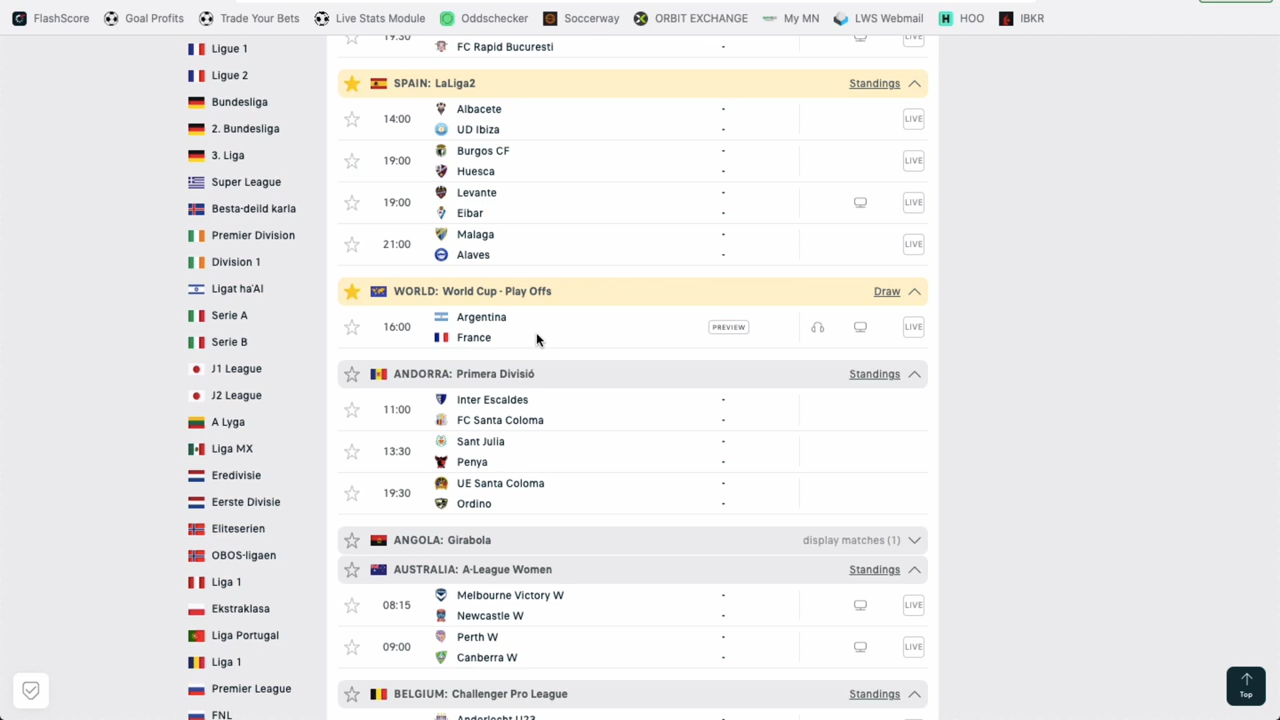 FlashScore Goal Profits Trade Your Bets Live Stats Module Oddschecker Soccerway ORBIT EXCHANGE My MN LWS Webmail H HOO IBKR
Ligue 1
Ligue 2
Bundesliga
2. Bundesliga
3. Liga
Super League
Besta-deild karla
Premier Division
Division 1
Ligat ha'Al
Serie A
Serie B
J1 League
J2 League
A Lyga
Liga MX
Eredivisie
Eerste Divisie
Eliteserien
OBOS-ligaen
Liga 1
Ekstraklasa
Liga Portugal
Liga 1
Premier League
FNL
19:30 LIVE
FC Rapid Bucuresti
SPAIN: LaLiga2 Standings
14:00 Albacete - LIVE
UD Ibiza -
19:00 Burgos CF - LIVE
Huesca -
19:00 Levante - LIVE
Eibar -
21:00 Malaga - LIVE
Alaves -
WORLD: World Cup - Play Offs Draw
16:00 Argentina PREVIEW LIVE
France
ANDORRA: Primera Divisió Standings
11:00 Inter Escaldes -
FC Santa Coloma -
13:30 Sant Julia -
Penya -
19:30 UE Santa Coloma -
Ordino -
ANGOLA: Girabola display matches (1)
AUSTRALIA: A-League Women Standings
08:15 Melbourne Victory W - LIVE
Newcastle W -
09:00 Perth W - LIVE
Canberra W -
BELGIUM: Challenger Pro League Standings
Anderlecht U23
Top